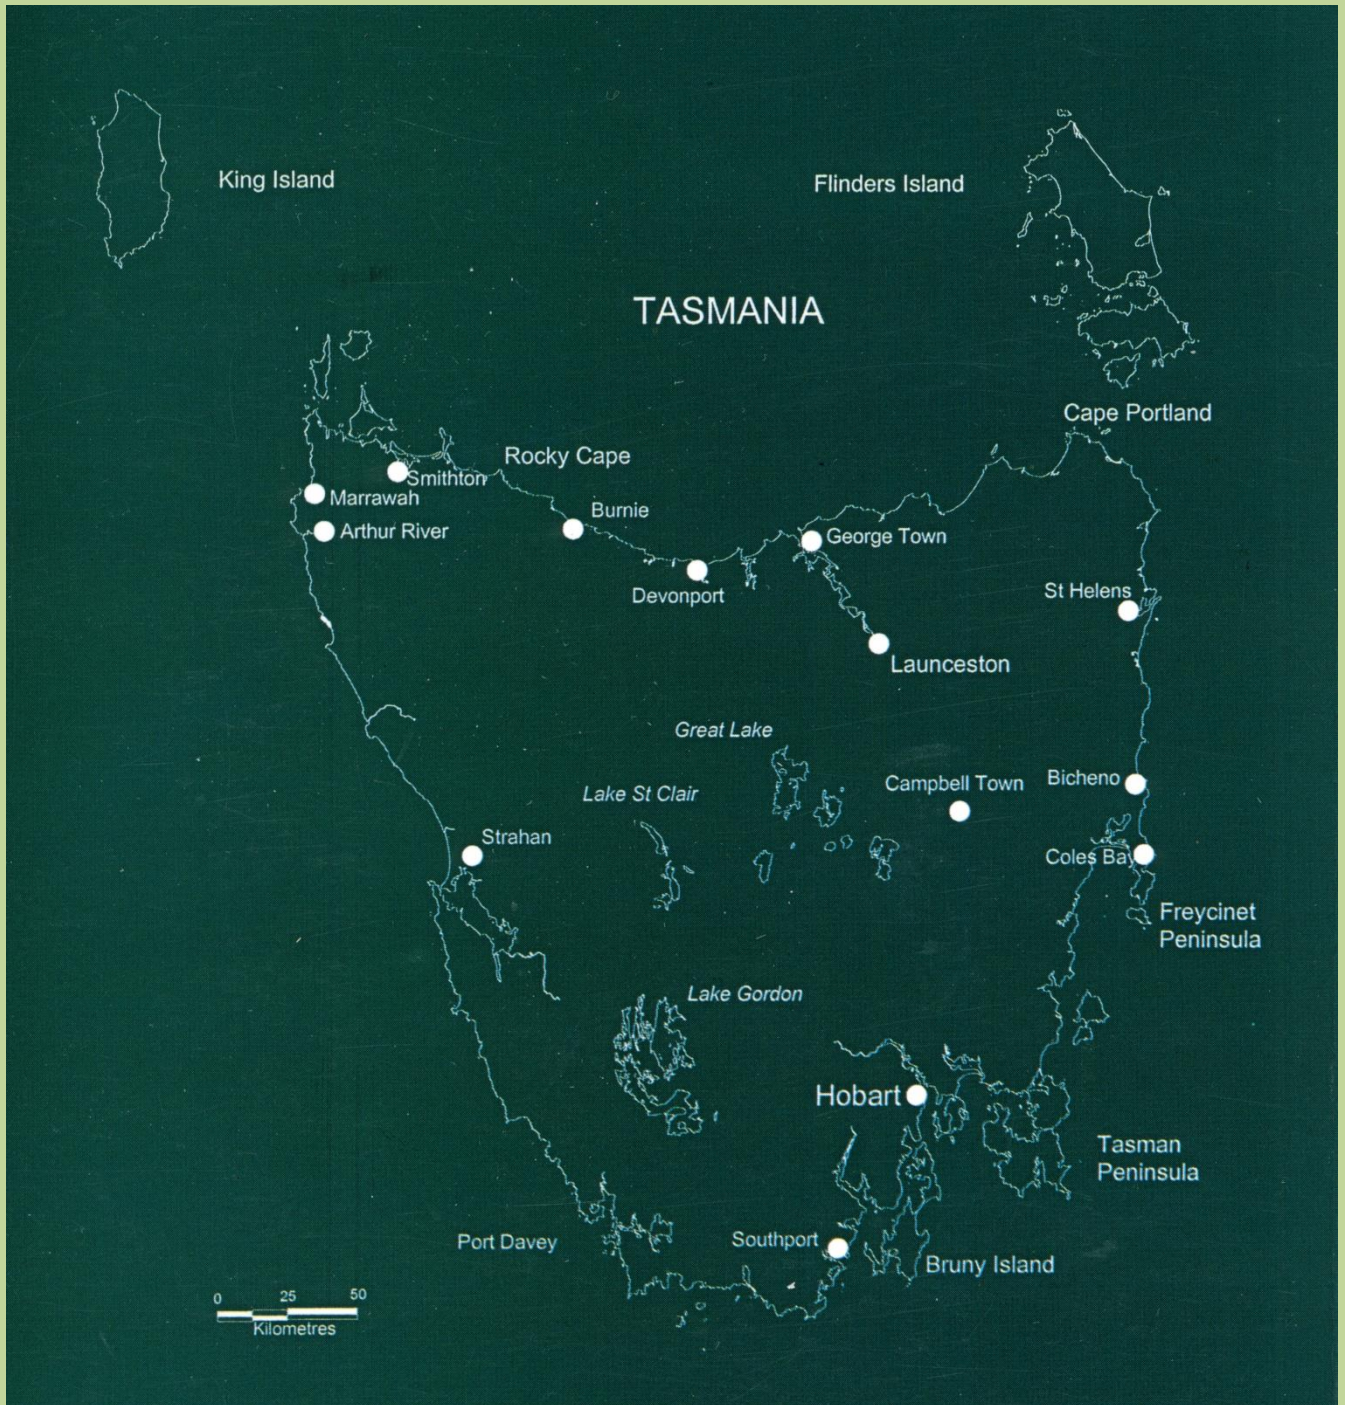 King Island
Flinders Island
TASMANIA
Cape Portland
Rocky Cape
Smithton
Marrawah
Burnie
Arthur River
George Town
Devonport
St Helens
Launceston
Great Lake
Campbell Town
Bicheno
Lake St Clair
Strahan
Coles Bay
Freycinet
Peninsula
Lake Gordon
Hobart
Tasman
Peninsula
Port Davey
Southport
Bruny Island
0 25 50
Kilometres